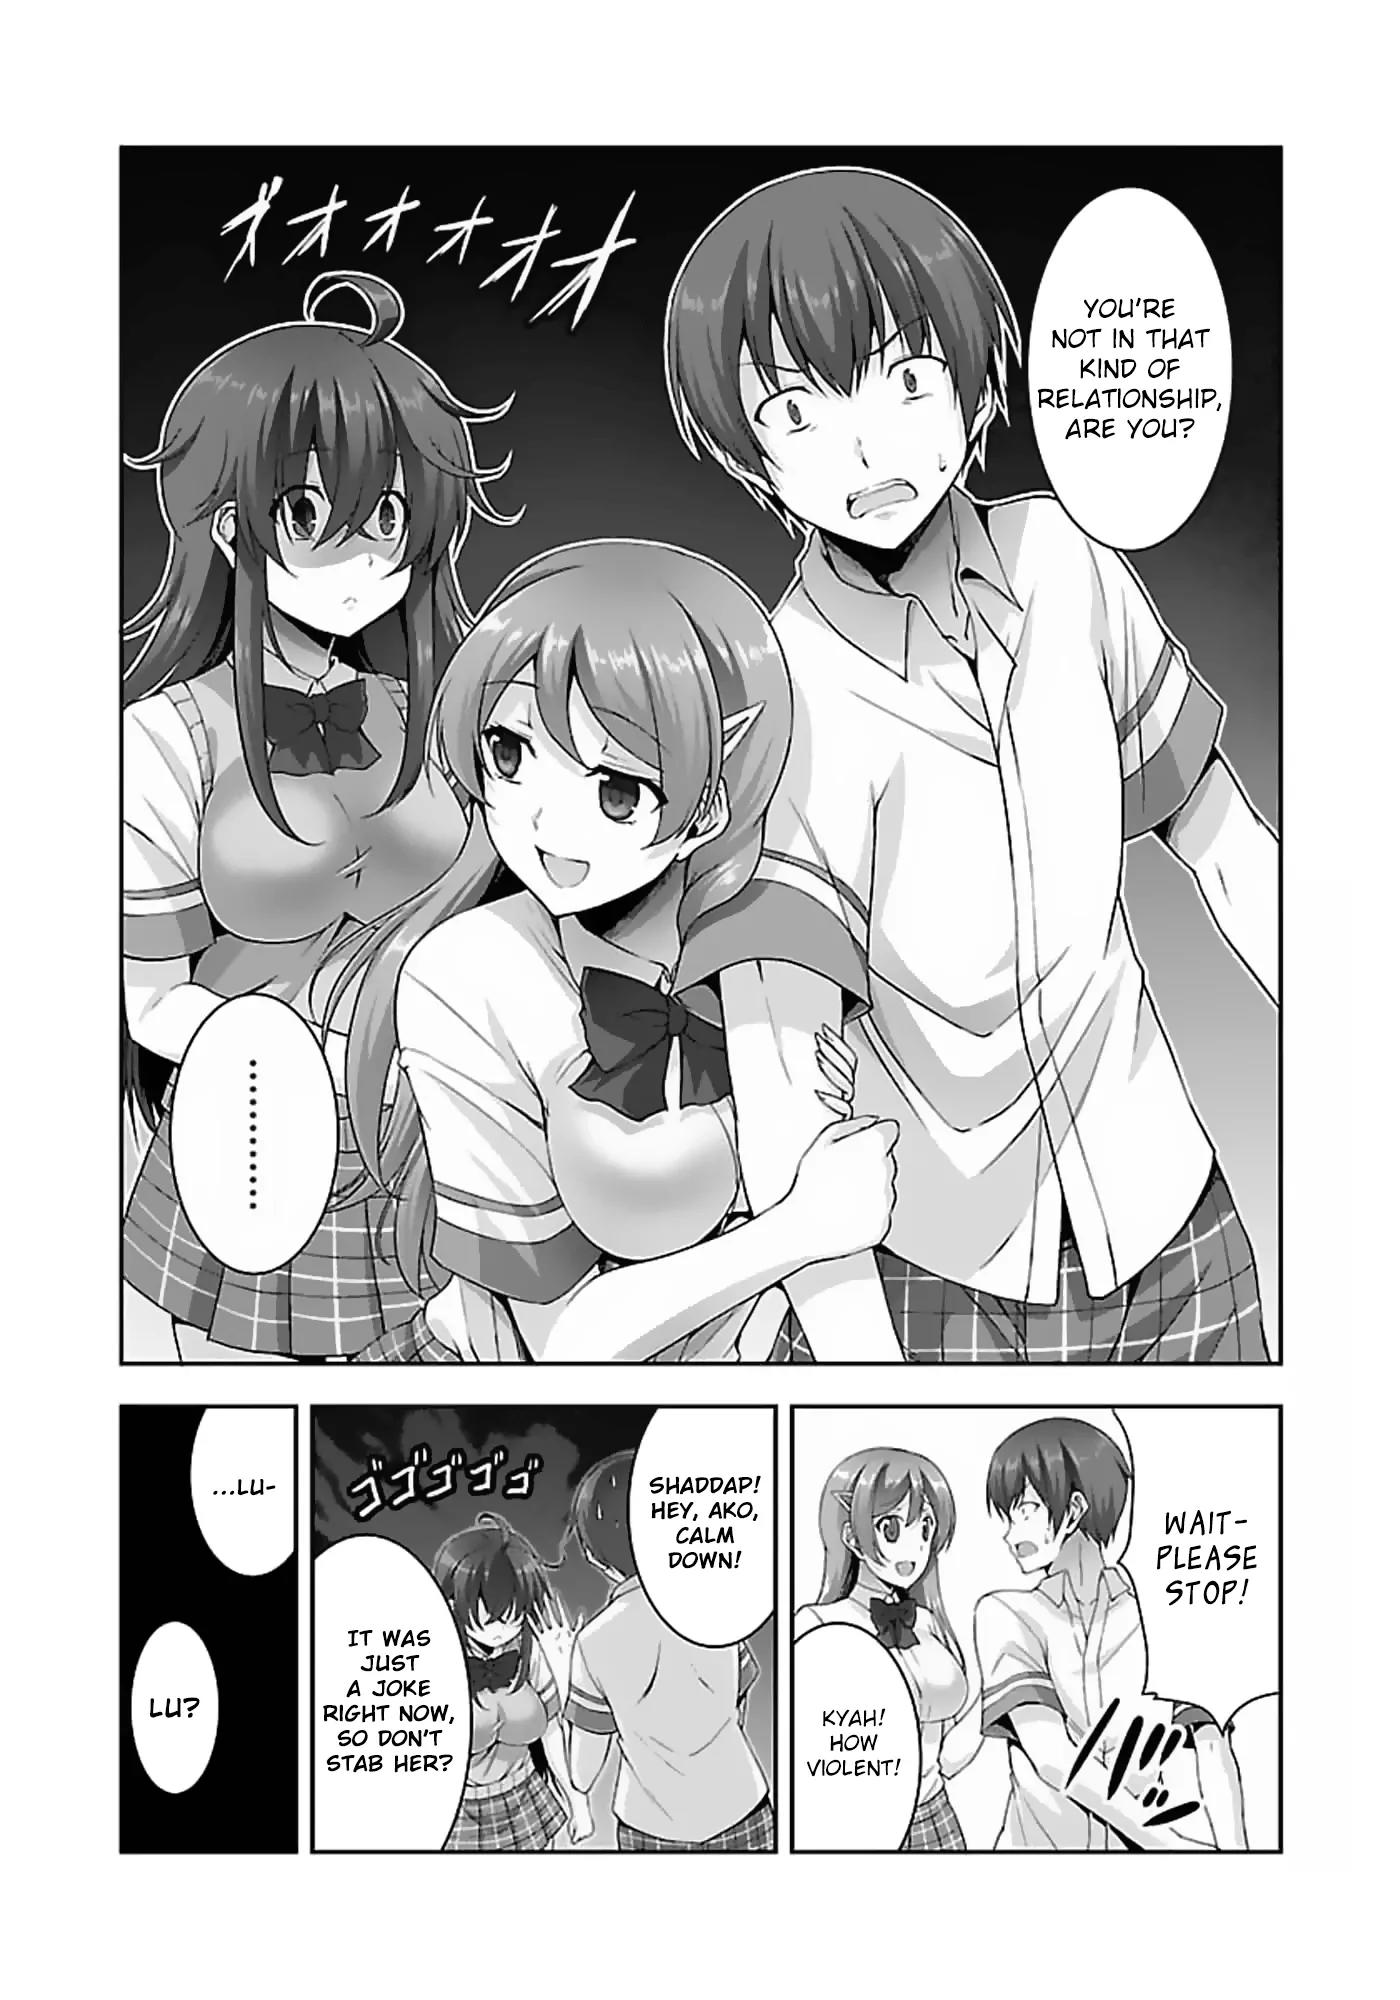 ズオオオオオ
YOU'RE
NOT IN THAT
KIND OF
RELATIONSHIP,
ARE YOU?
..........
WAIT-
PLEASE
STOP!
KYAH!
HOW
VIOLENT!
SHADDAP!
HEY, AKO,
CALM
DOWN!
ゴゴゴゴゴ
IT WAS
JUST
A JOKE
RIGHT NOW,
SO DON'T
STAB HER?
...LU-
LU?